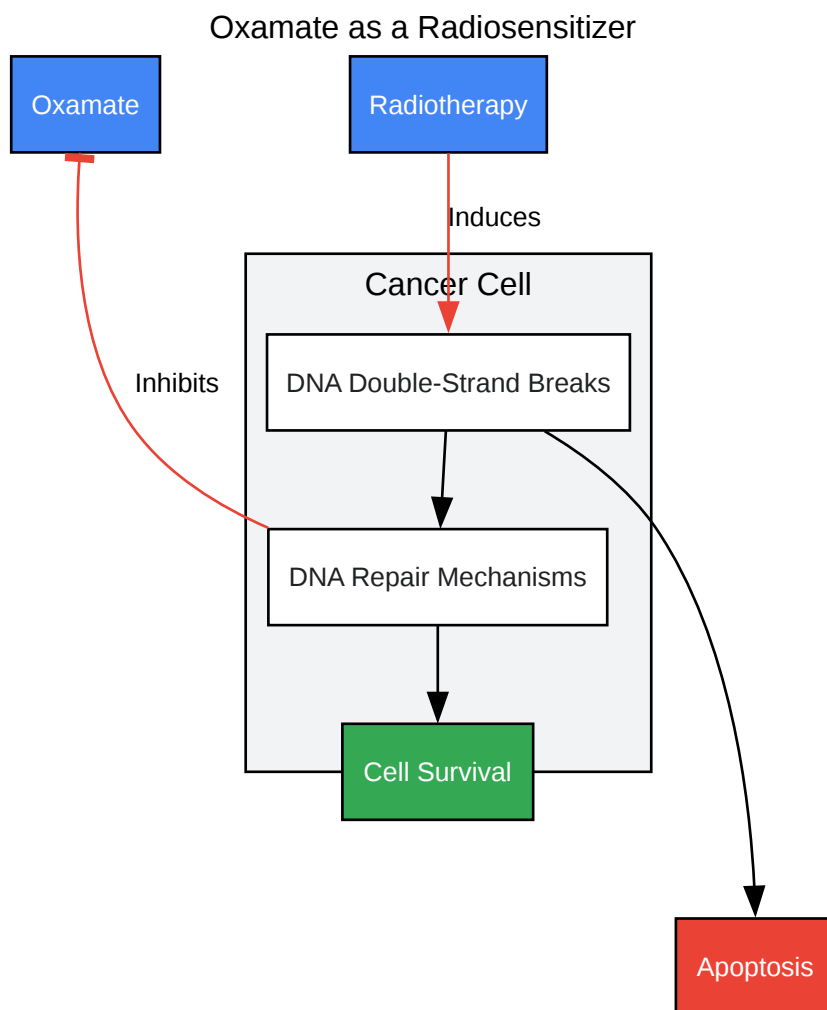 Oxamate as a Radiosensitizer
Oxamate
Radiotherapy
Induces
Cancer Cell
DNA Double-Strand Breaks
Inhibits
DNA Repair Mechanisms
Cell Survival
Apoptosis